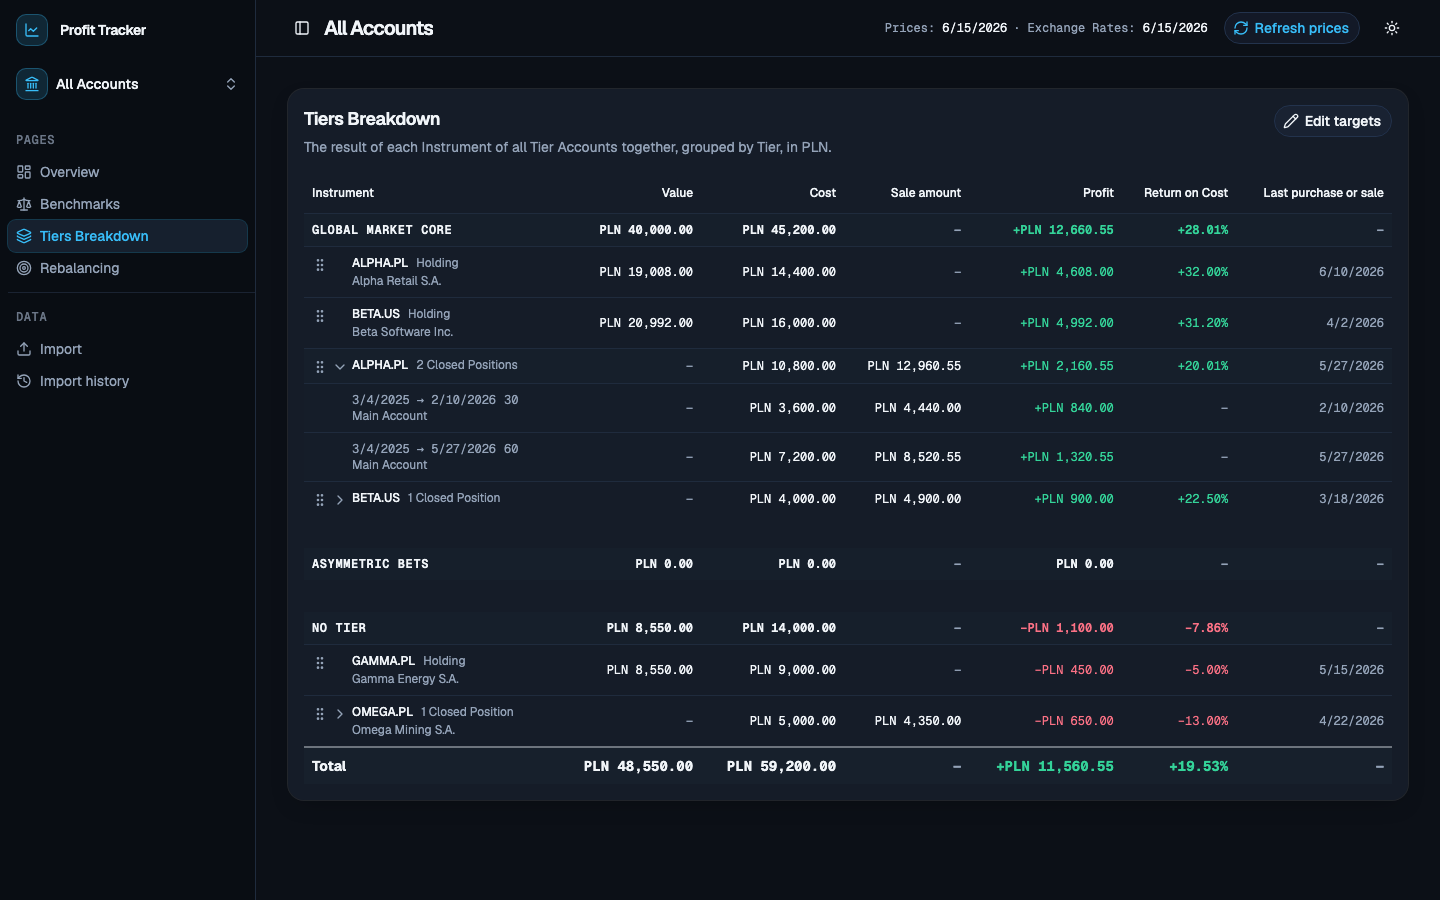 Profit Tracker
All Accounts
PAGES
Overview
Benchmarks
Tiers Breakdown
Rebalancing
DATA
Import
Import history
All Accounts
Prices: 6/15/2026 · Exchange Rates: 6/15/2026
Refresh prices
Tiers Breakdown
Edit targets
The result of each Instrument of all Tier Accounts together, grouped by Tier, in PLN.
Instrument Value Cost Sale amount Profit Return on Cost Last purchase or sale
GLOBAL MARKET CORE PLN 40,000.00 PLN 45,200.00 – +PLN 12,660.55 +28.01% –
ALPHA.PL Holding
Alpha Retail S.A.
PLN 19,008.00 PLN 14,400.00 – +PLN 4,608.00 +32.00% 6/10/2026
BETA.US Holding
Beta Software Inc.
PLN 20,992.00 PLN 16,000.00 – +PLN 4,992.00 +31.20% 4/2/2026
ALPHA.PL 2 Closed Positions – PLN 10,800.00 PLN 12,960.55 +PLN 2,160.55 +20.01% 5/27/2026
3/4/2025 → 2/10/2026 30
Main Account
– PLN 3,600.00 PLN 4,440.00 +PLN 840.00 – 2/10/2026
3/4/2025 → 5/27/2026 60
Main Account
– PLN 7,200.00 PLN 8,520.55 +PLN 1,320.55 – 5/27/2026
BETA.US 1 Closed Position – PLN 4,000.00 PLN 4,900.00 +PLN 900.00 +22.50% 3/18/2026
ASYMMETRIC BETS PLN 0.00 PLN 0.00 – PLN 0.00 – –
NO TIER PLN 8,550.00 PLN 14,000.00 – −PLN 1,100.00 −7.86% –
GAMMA.PL Holding
Gamma Energy S.A.
PLN 8,550.00 PLN 9,000.00 – −PLN 450.00 −5.00% 5/15/2026
OMEGA.PL 1 Closed Position
Omega Mining S.A.
– PLN 5,000.00 PLN 4,350.00 −PLN 650.00 −13.00% 4/22/2026
Total PLN 48,550.00 PLN 59,200.00 – +PLN 11,560.55 +19.53% –